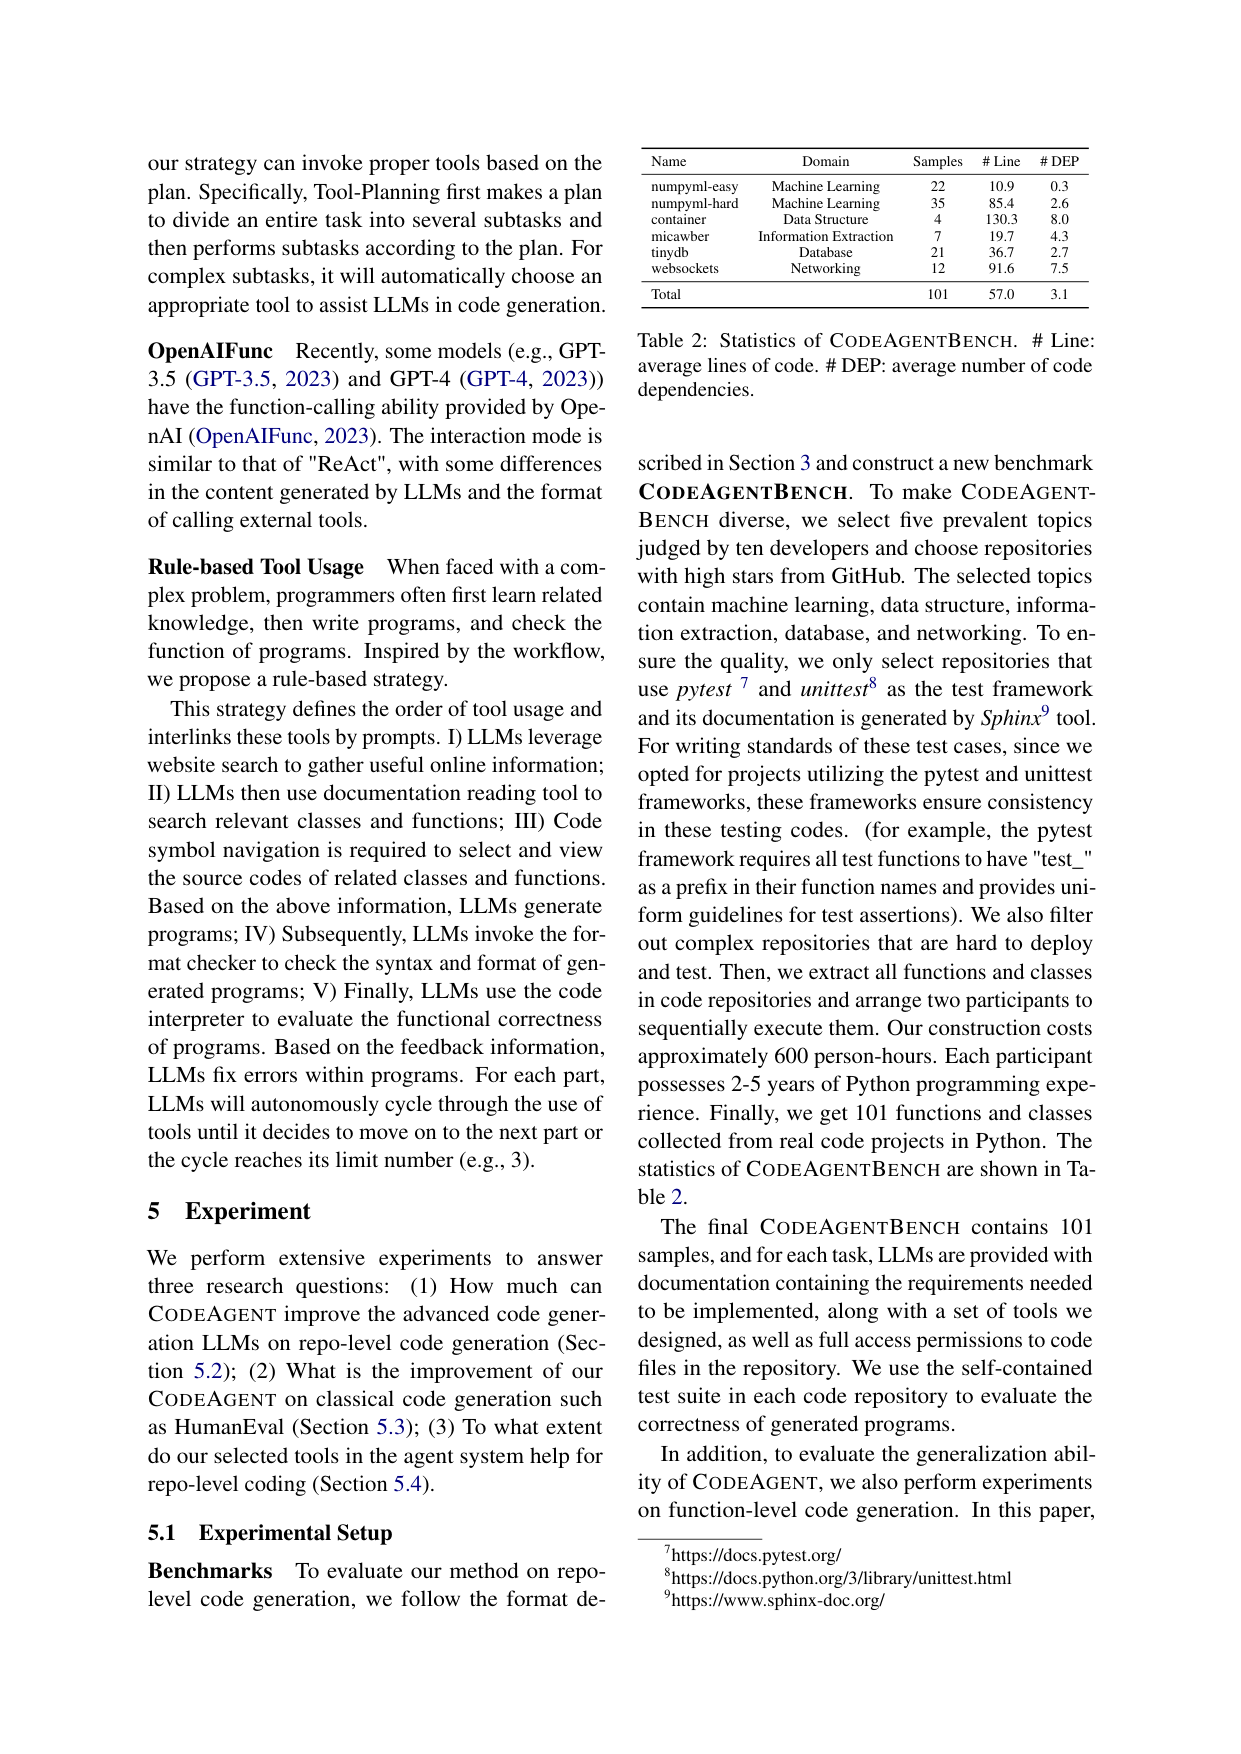 our strategy can invoke proper tools based on the
plan. Specifically, Tool-Planning first makes a plan
to divide an entire task into several subtasks and
then performs subtasks according to the plan. For
complex subtasks, it will automatically choose an
appropriate tool to assist LLMs in code generation.
OpenAIFunc Recently, some models (e.g., GPT-
3.5 (GPT-3.5, 2023) and GPT-4 (GPT-4, 2023))
have the function-calling ability provided by Ope-
nAI (OpenAIFunc, 2023). The interaction mode is
similar to that of "ReAct", with some differences
in the content generated by LLMs and the format
of calling external tools.
Rule-based Tool Usage When faced with a com-
plex problem, programmers often first learn related
knowledge, then write programs, and check the
function of programs. Inspired by the workflow,
we propose a rule-based strategy.
This strategy defines the order of tool usage and
interlinks these tools by prompts. I) LLMs leverage
website search to gather useful online information;
II) LLMs then use documentation reading tool to
search relevant classes and functions; III) Code
symbol navigation is required to select and view
the source codes of related classes and functions.
Based on the above information, LLMs generate
programs; IV) Subsequently, LLMs invoke the for-
mat checker to check the syntax and format of gen-
erated programs; V) Finally, LLMs use the code
interpreter to evaluate the functional correctness
of programs. Based on the feedback information,
LLMs fix errors within programs. For each part,
LLMs will autonomously cycle through the use of
tools until it decides to move on to the next part or
the cycle reaches its limit number (e.g., 3).
5 Experiment
We perform extensive experiments to answer
three research questions: (1) How much can
CODEAGENT improve the advanced code gener-
ation LLMs on repo-level code generation (Sec-
tion 5.2); (2) What is the improvement of our
CODEAGENT on classical code generation such
as HumanEval (Section 5.3); (3) To what extent
do our selected tools in the agent system help for
repo-level coding (Section 5.4).
5.1 Experimental Setup
Benchmarks To evaluate our method on repo-
level code generation, we follow the format de-
Name Domain Samples # Line # DEP
numpyml-easy Machine Learning 22 10.9 0.3
numpyml-hard Machine Learning 35 85.4 2.6
container Data Structure 4 130.3 8.0
micawber Information Extraction 7 19.7 4.3
tinydb Database 21 36.7 2.7
websockets Networking 12 91.6 7.5
Total 101 57.0 3.1
Table 2: Statistics of CODEAGENTBENCH. # Line:
average lines of code. # DEP: average number of code
dependencies.
scribed in Section 3 and construct a new benchmark
CODEAGENTBENCH. To make CODEAGENT-
BENCH diverse, we select five prevalent topics
judged by ten developers and choose repositories
with high stars from GitHub. The selected topics
contain machine learning, data structure, informa-
tion extraction, database, and networking. To en-
sure the quality, we only select repositories that
use pytest 7 and unittest8 as the test framework
and its documentation is generated by Sphinx9 tool.
For writing standards of these test cases, since we
opted for projects utilizing the pytest and unittest
frameworks, these frameworks ensure consistency
in these testing codes. (for example, the pytest
framework requires all test functions to have "test_"
as a prefix in their function names and provides uni-
form guidelines for test assertions). We also filter
out complex repositories that are hard to deploy
and test. Then, we extract all functions and classes
in code repositories and arrange two participants to
sequentially execute them. Our construction costs
approximately 600 person-hours. Each participant
possesses 2-5 years of Python programming expe-
rience. Finally, we get 101 functions and classes
collected from real code projects in Python. The
statistics of CODEAGENTBENCH are shown in Ta-
ble 2.
The final CODEAGENTBENCH contains 101
samples, and for each task, LLMs are provided with
documentation containing the requirements needed
to be implemented, along with a set of tools we
designed, as well as full access permissions to code
files in the repository. We use the self-contained
test suite in each code repository to evaluate the
correctness of generated programs.
In addition, to evaluate the generalization abil-
ity of CODEAGENT, we also perform experiments
on function-level code generation. In this paper,
7https://docs.pytest.org/
8https://docs.python.org/3/library/unittest.html
9https://www.sphinx-doc.org/